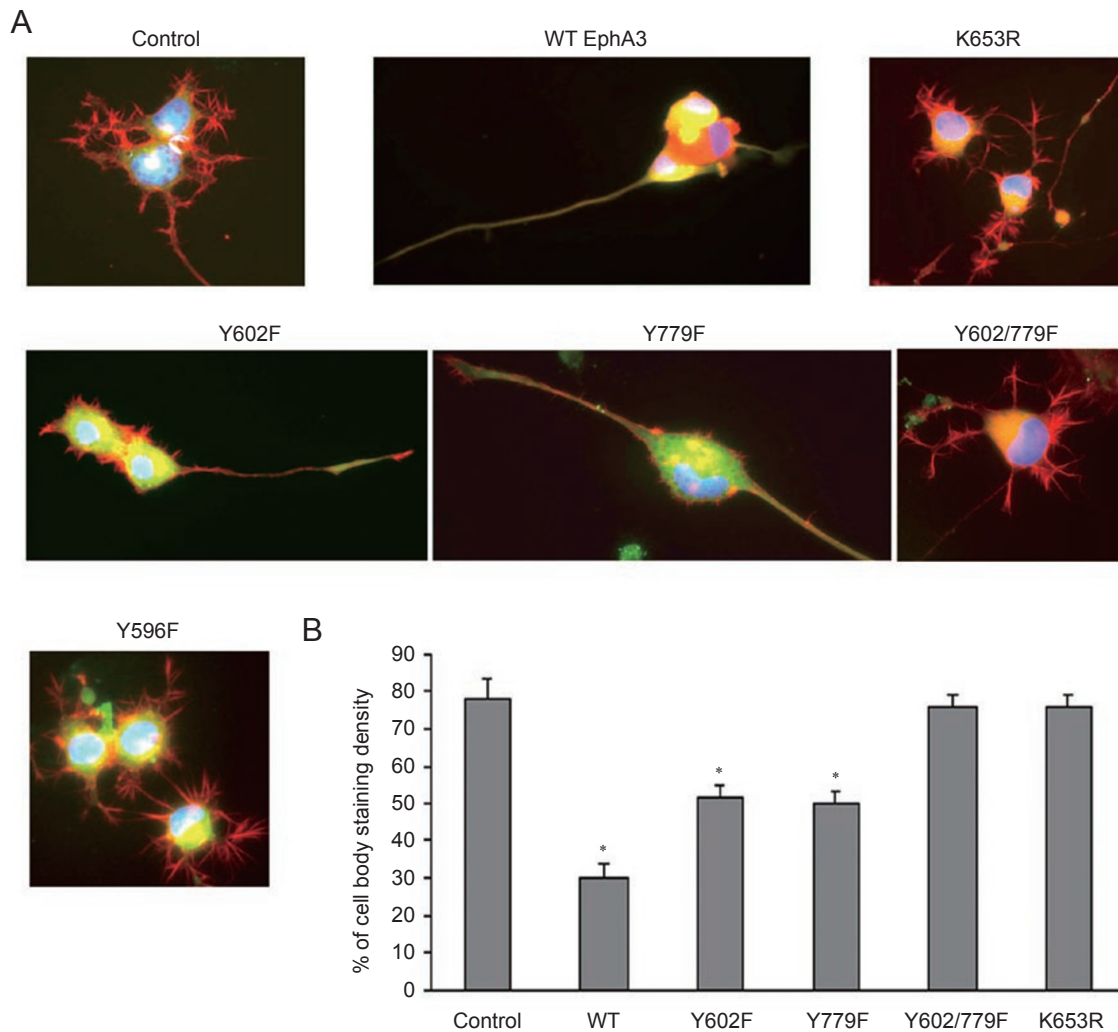 A
Control
WT EphA3
K653R
Y602F
Y779F
Y602/779F
Y596F
B
% of cell body staining density
90
80
70
60
50
40
30
20
10
0
*
*
*
Control
WT
Y602F
Y779F
Y602/779F
K653R